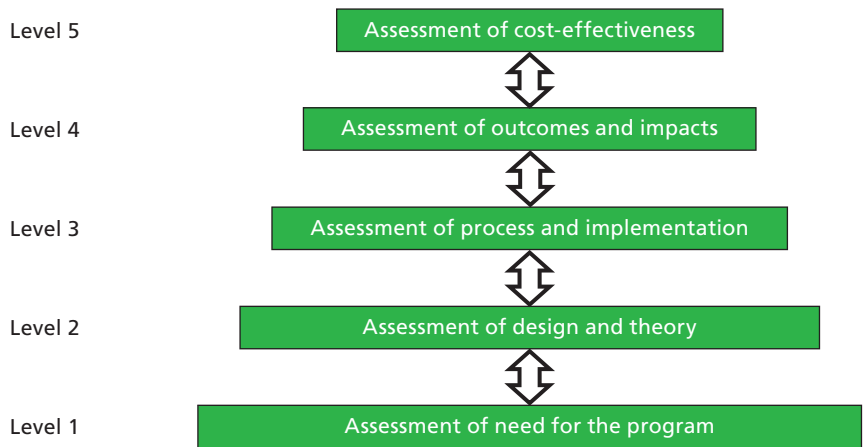 Level 5
Assessment of cost-effectiveness
Level 4
Assessment of outcomes and impacts
Level 3
Assessment of process and implementation
Level 2
Assessment of design and theory
Level 1
Assessment of need for the program